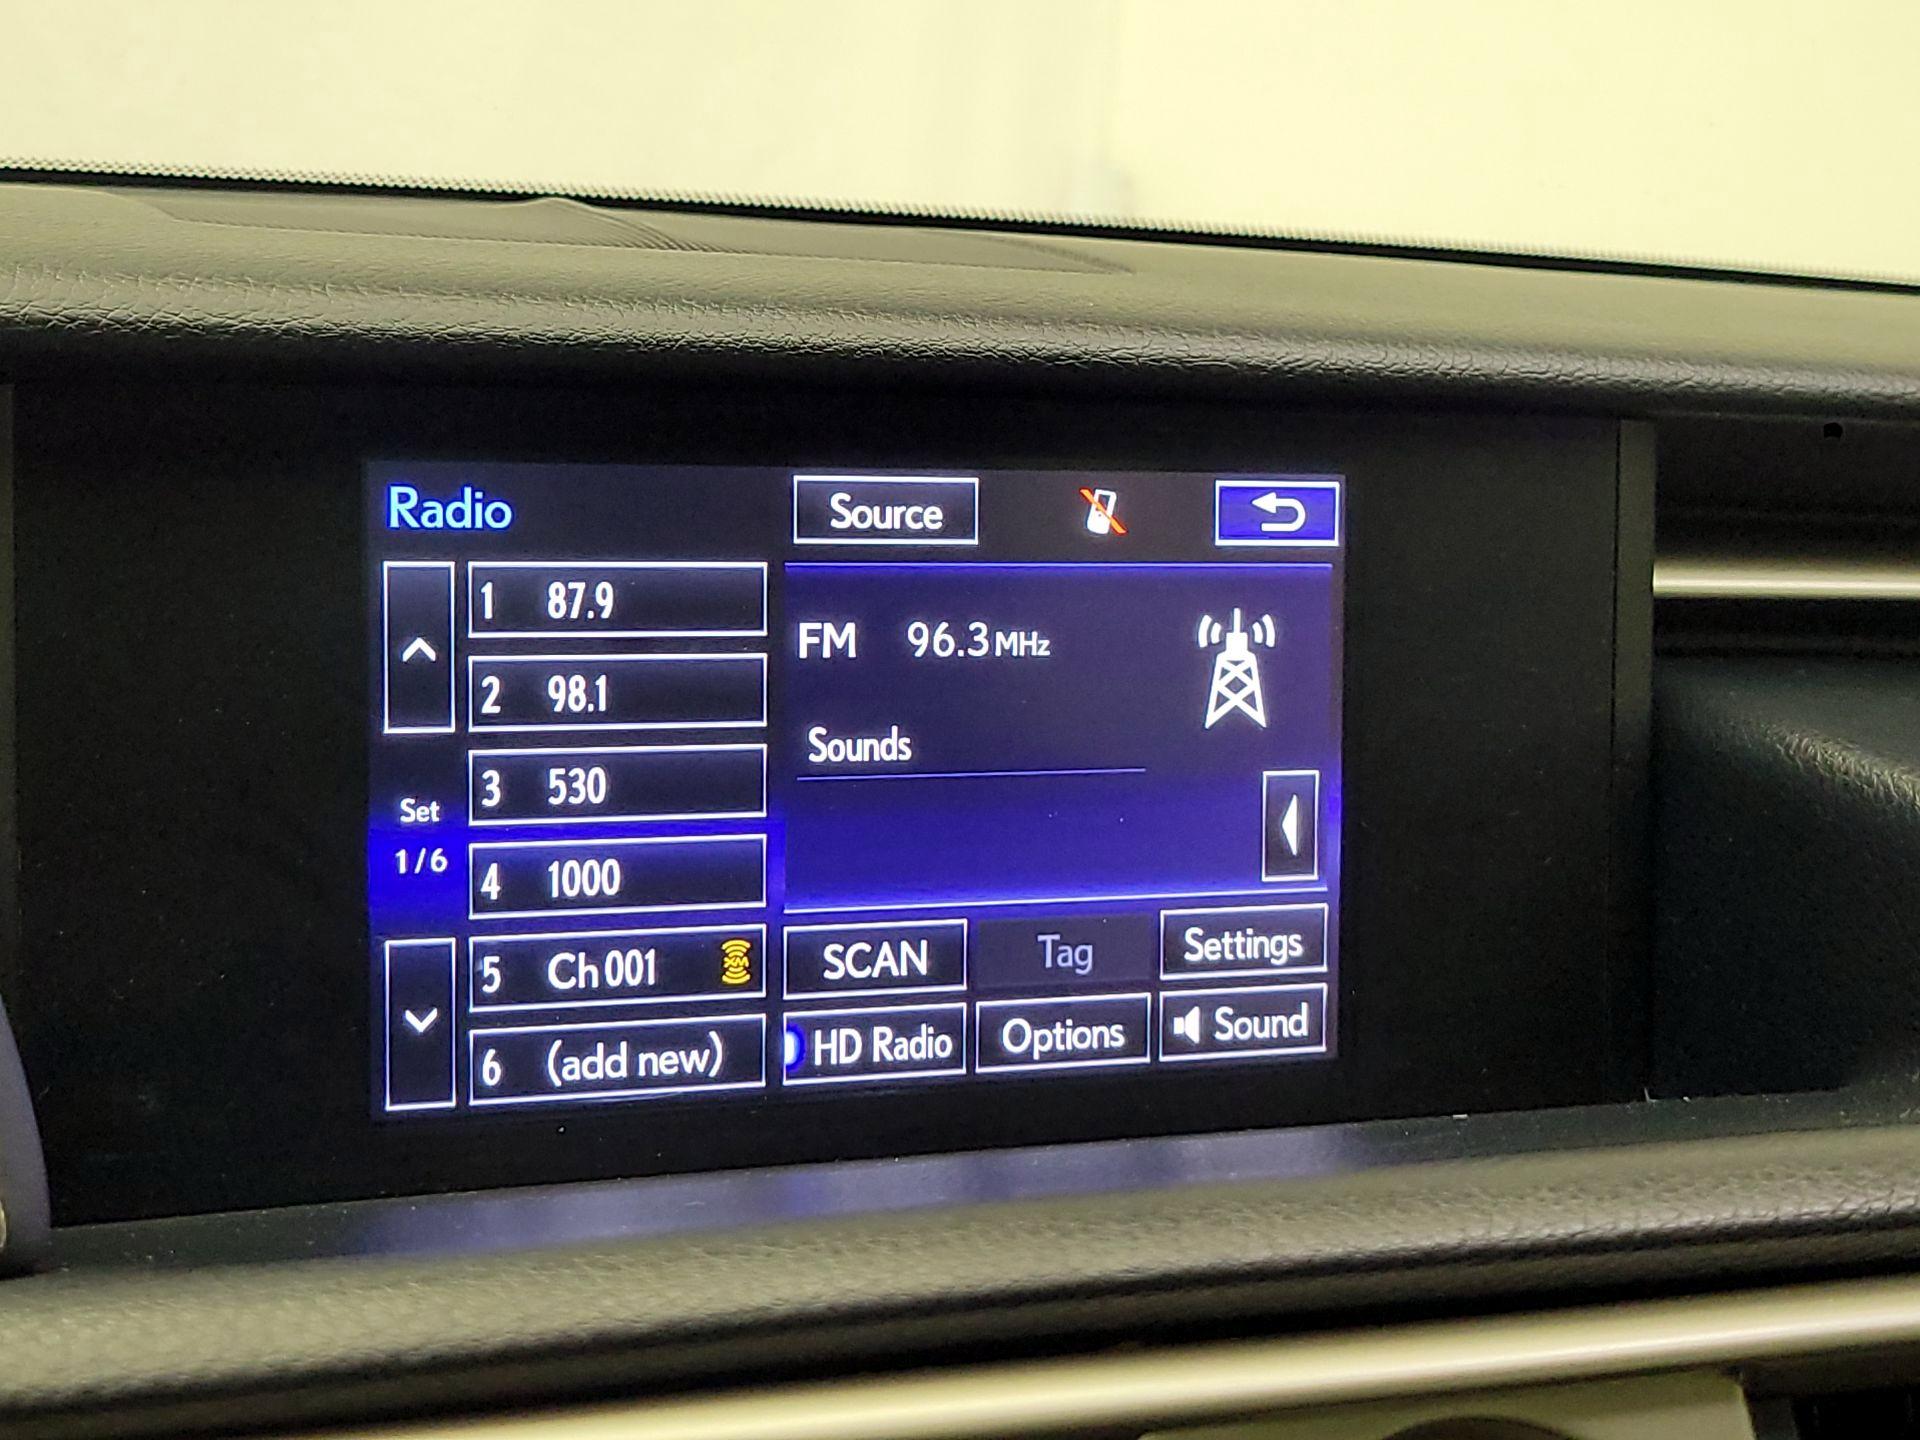 Radio
Source
1 87.9
2 98.1
3 530
4 1000
5 Ch 001 XM
6 (add new)
Set
1/6
FM 96.3 MHz
Sounds
SCAN
Tag
Settings
HD Radio
Options
Sound